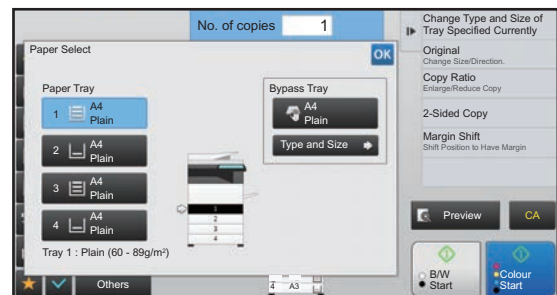 No. of copies 1
Paper Select
OK
Paper Tray
1 A4
Plain
2 A4
Plain
3 A4
Plain
4 A4
Plain
Tray 1 : Plain (60 - 89g/m²)
Bypass Tray
A4
Plain
Type and Size
1
2
3
4
Others
4 A3
Change Type and Size of
Tray Specified Currently
Original
Change Size/Direction.
Copy Ratio
Enlarge/Reduce Copy
2-Sided Copy
Margin Shift
Shift Position to Have Margin
Preview
CA
B/W
Start
Colour
Start